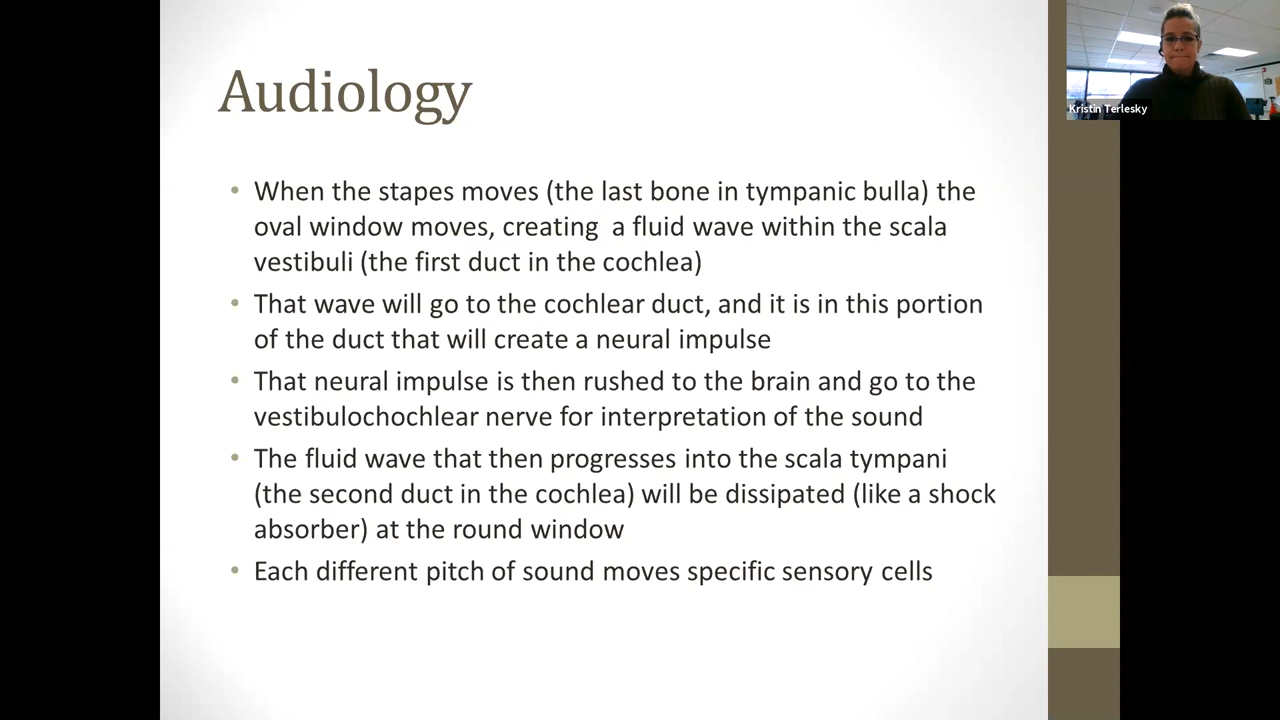 Audiology
• When the stapes moves (the last bone in tympanic bulla) the
oval window moves, creating a fluid wave within the scala
vestibuli (the first duct in the cochlea)
• That wave will go to the cochlear duct, and it is in this portion
of the duct that will create a neural impulse
• That neural impulse is then rushed to the brain and go to the
vestibulochochlear nerve for interpretation of the sound
• The fluid wave that then progresses into the scala tympani
(the second duct in the cochlea) will be dissipated (like a shock
absorber) at the round window
• Each different pitch of sound moves specific sensory cells
Kristin Terlesky